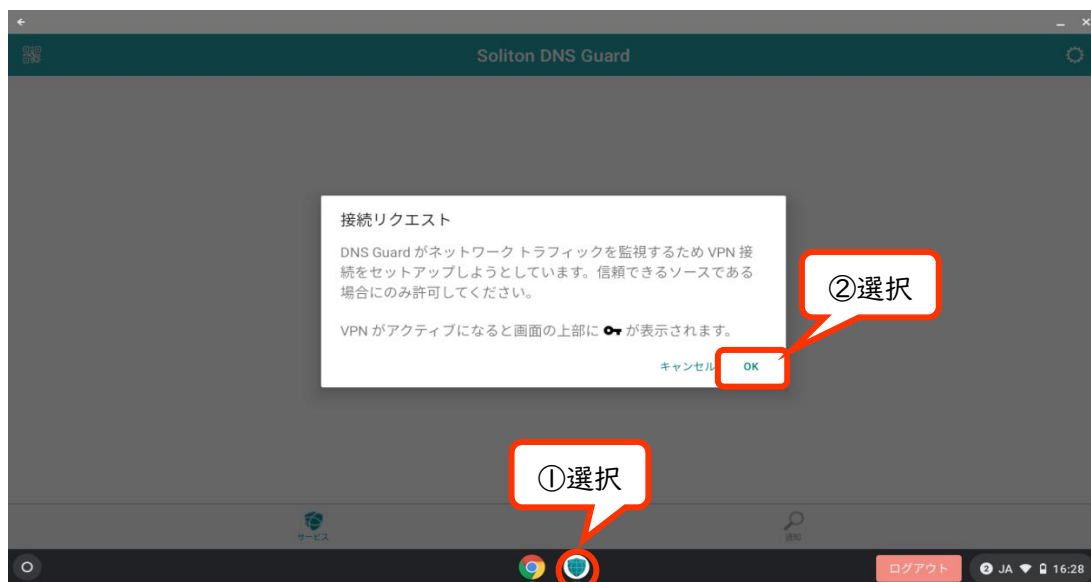 Soliton DNS Guard
接続リクエスト
DNS Guard がネットワーク トラフィックを監視するため VPN 接
続をセットアップしようとしています。信頼できるソースである
場合にのみ許可してください。
VPN がアクティブになると画面の上部に が表示されます。
キャンセル OK
②選択
①選択
サービス 通知
ログアウト 2 JA 16:28